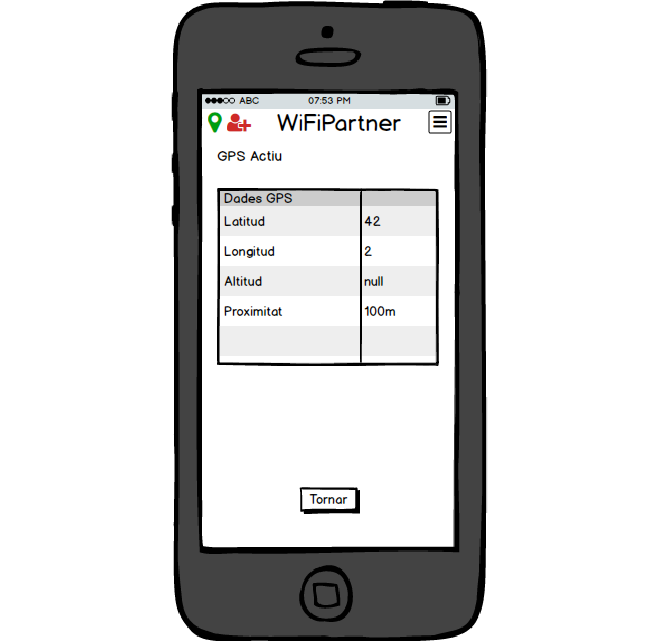 ABC 07:53 PM
WiFiPartner
GPS Actiu
Dades GPS
Latitud 42
Longitud 2
Altitud null
Proximitat 100m
Tornar